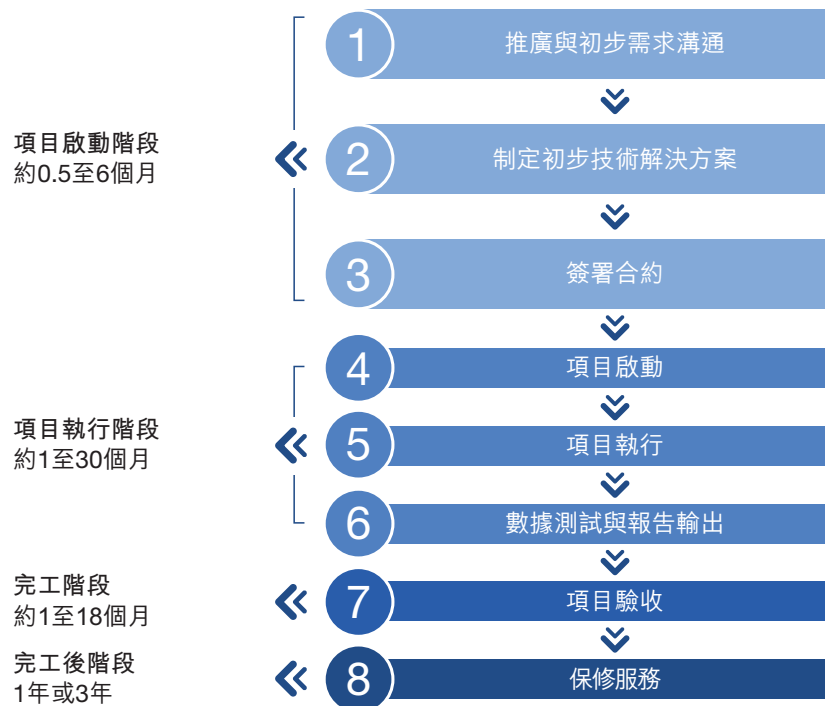 1
推廣與初步需求溝通
項目啟動階段
約0.5至6個月
2
制定初步技術解決方案
3
簽署合約
4
項目啟動
項目執行階段
約1至30個月
5
項目執行
6
數據測試與報告輸出
完工階段
約1至18個月
7
項目驗收
完工後階段
1年或3年
8
保修服務